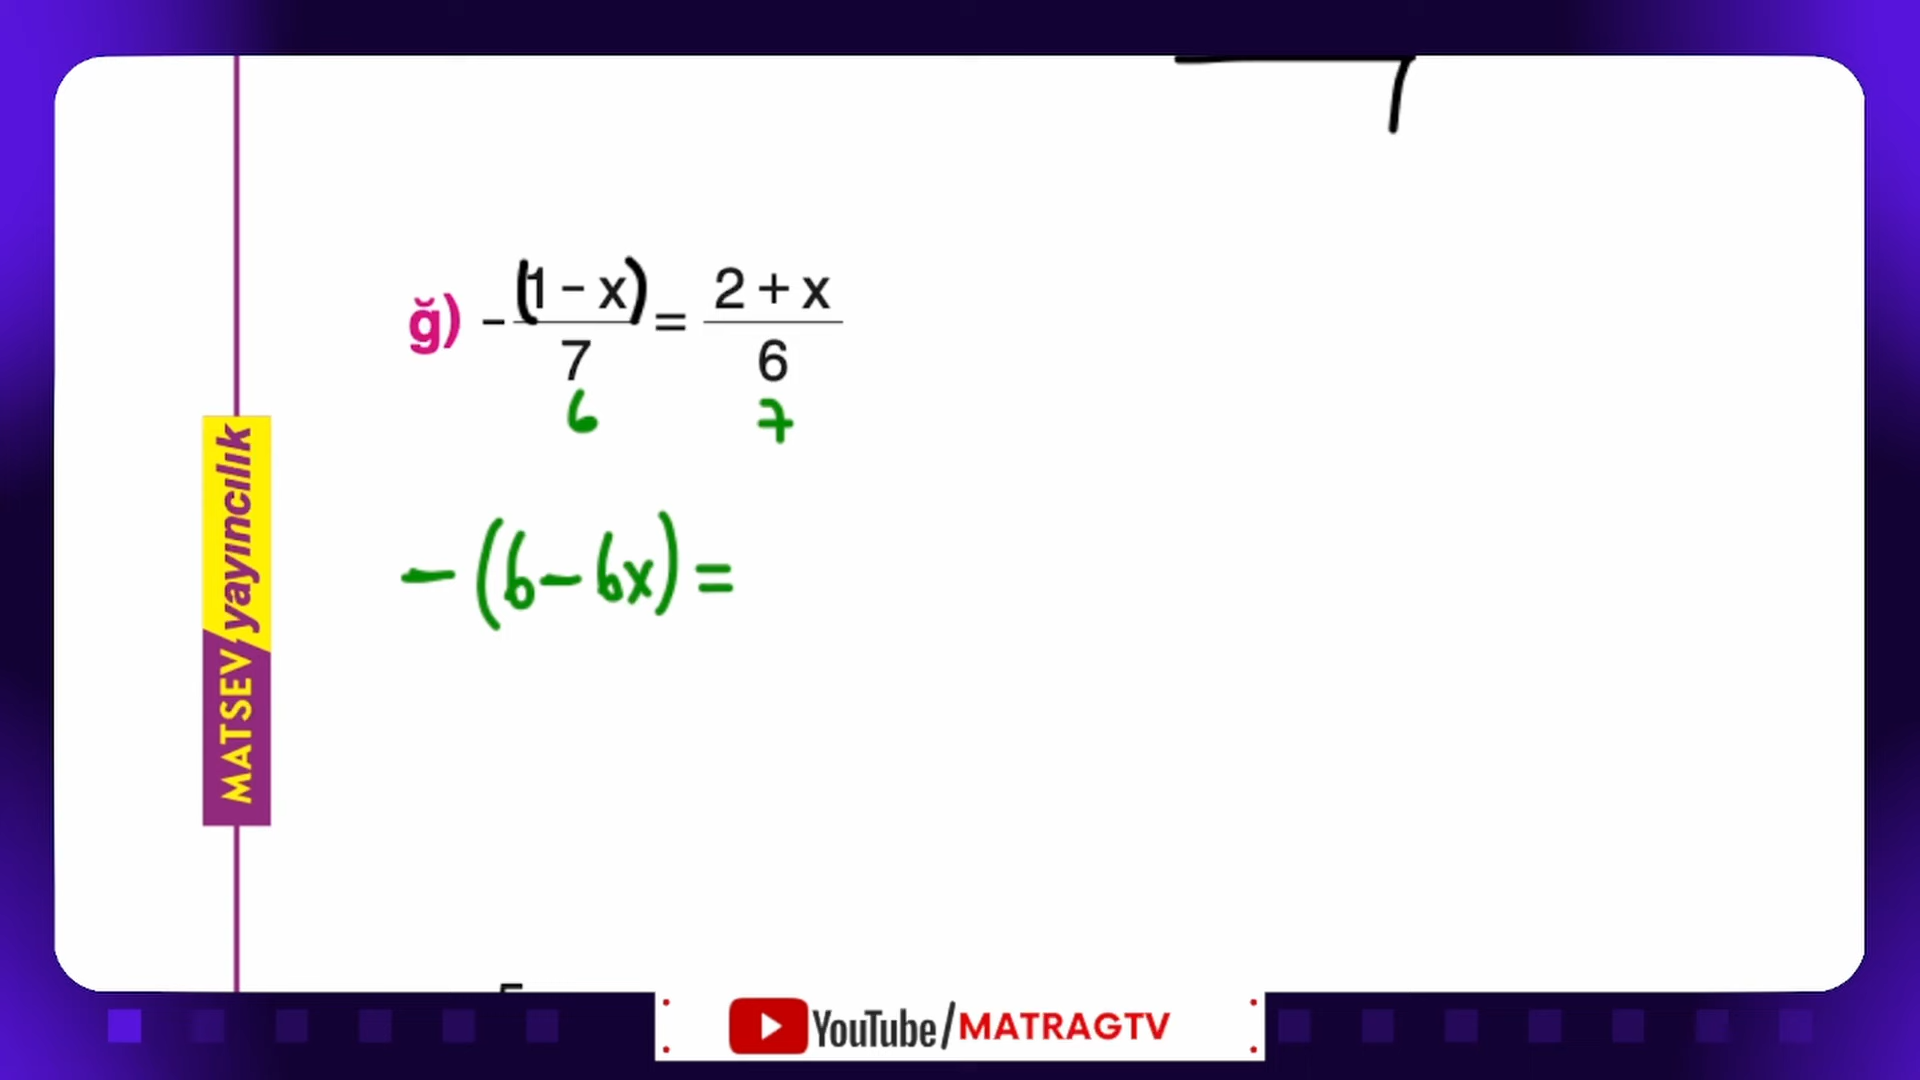 ğ) -(1 - x)/7 = 2 + x/6
6 7
- (6 - 6x) =
MATSEV yayıncılık
YouTube/MATRAGTV